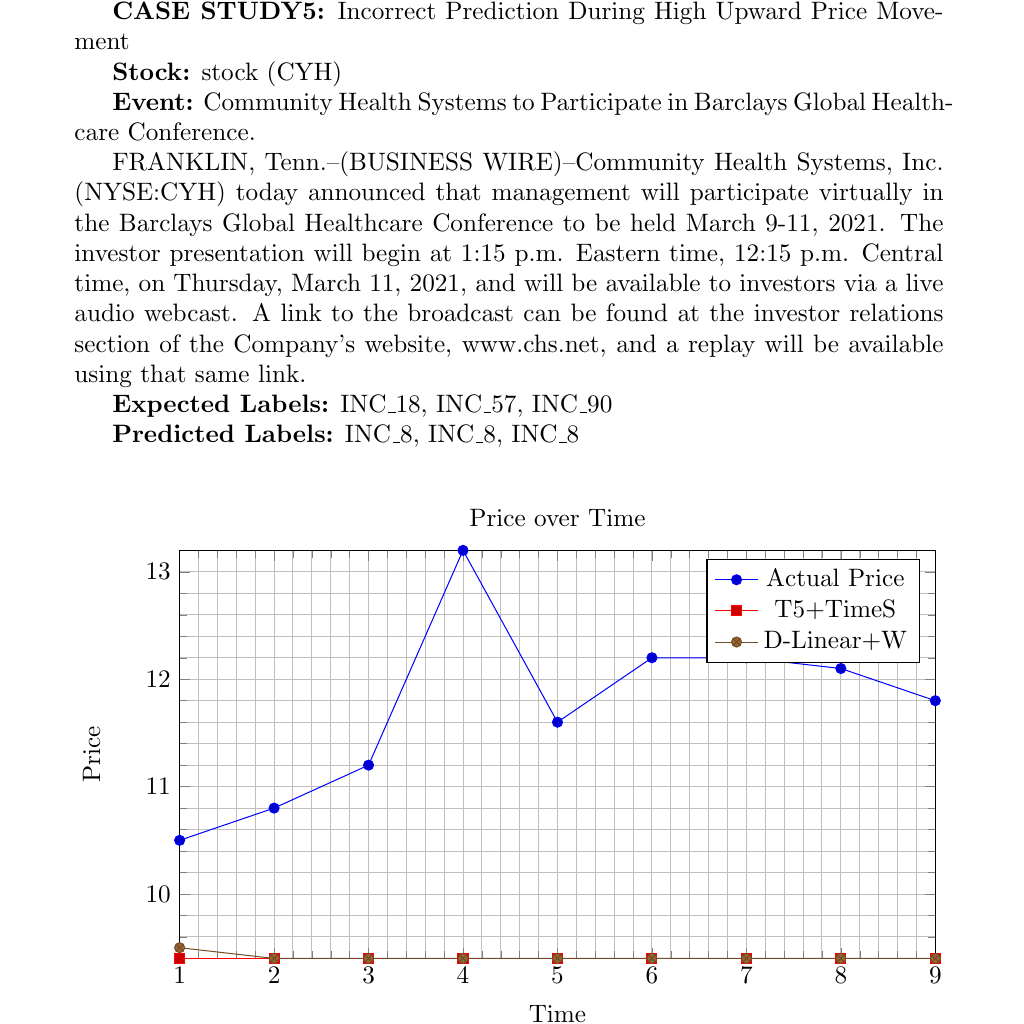 CASE STUDY5: Incorrect Prediction During High Upward Price Move-
ment
Stock: stock (CYH)
Event: Community Health Systems to Participate in Barclays Global Health-
care Conference.
FRANKLIN, Tenn.–(BUSINESS WIRE)–Community Health Systems, Inc.
(NYSE:CYH) today announced that management will participate virtually in
the Barclays Global Healthcare Conference to be held March 9-11, 2021. The
investor presentation will begin at 1:15 p.m. Eastern time, 12:15 p.m. Central
time, on Thursday, March 11, 2021, and will be available to investors via a live
audio webcast. A link to the broadcast can be found at the investor relations
section of the Company's website, www.chs.net, and a replay will be available
using that same link.
Expected Labels: INC_18, INC_57, INC_90
Predicted Labels: INC_8, INC_8, INC_8
Price over Time
13
12
11
10
Price
Actual Price
T5+TimeS
D-Linear+W
1 2 3 4 5 6 7 8 9
Time